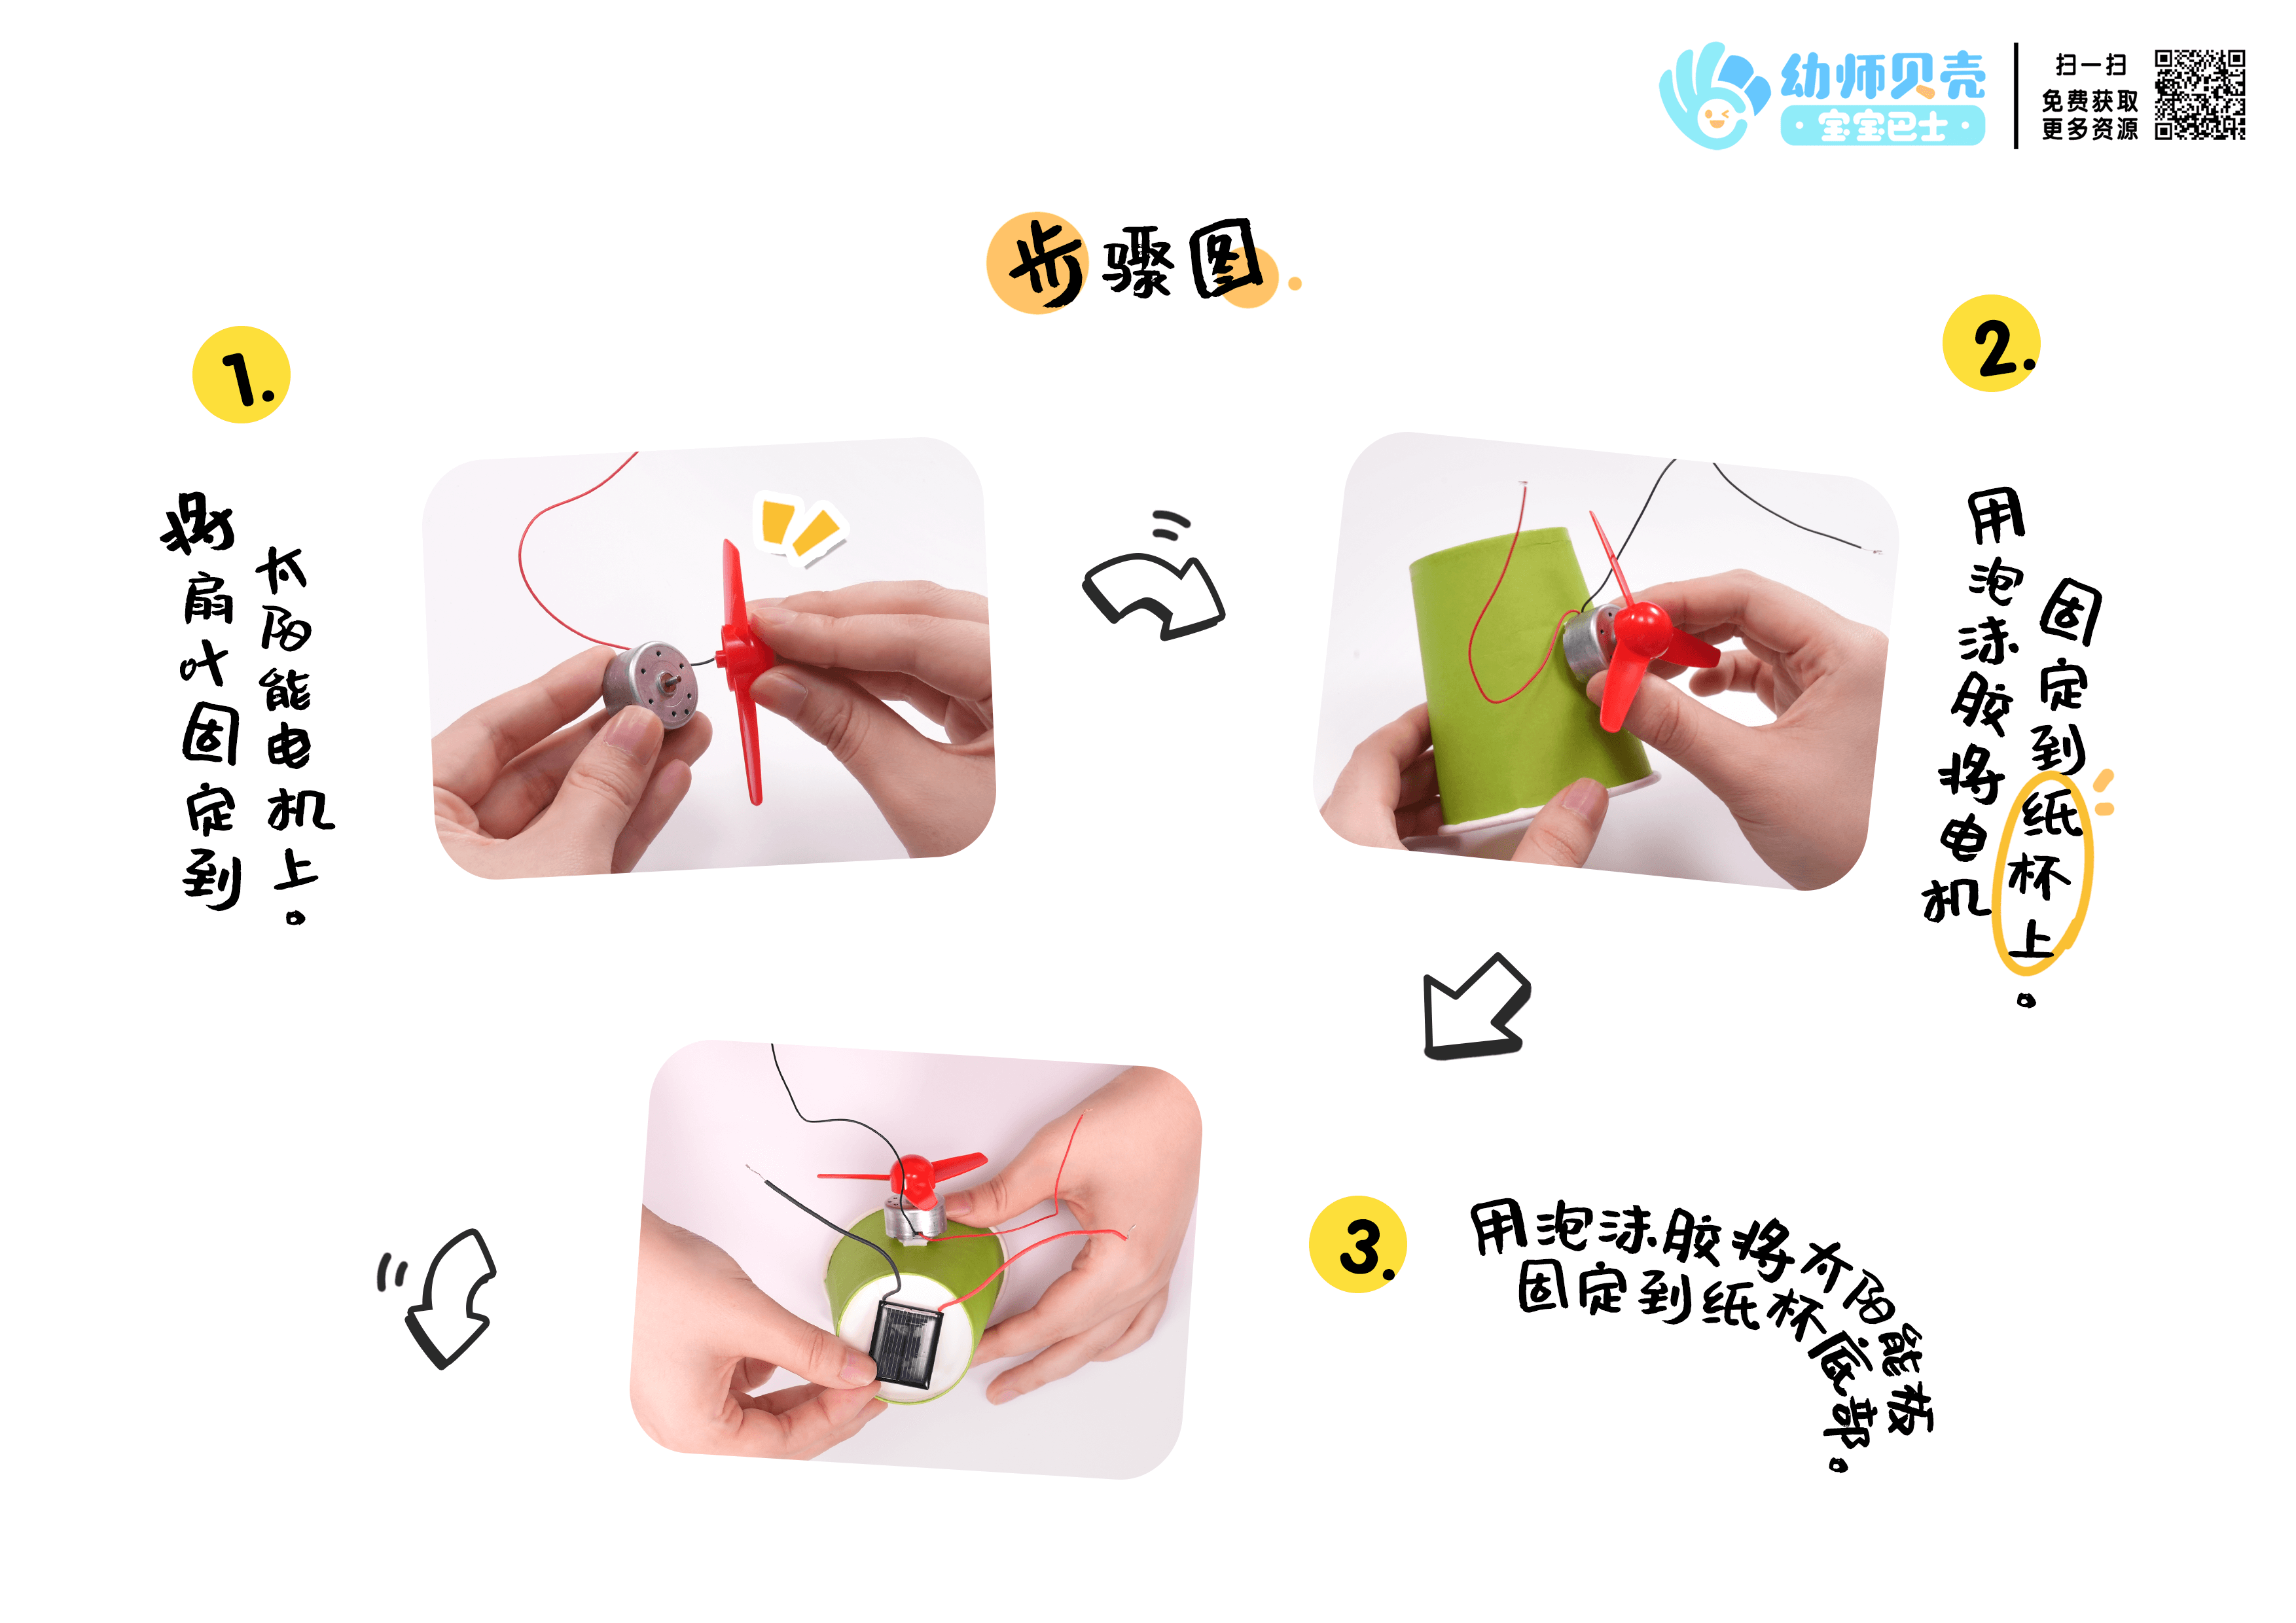 幼师贝壳
·宝宝巴士·
扫一扫
免费获取
更多资源
步骤图
1.
将扇叶固定到
太阳能电机上。
2.
用泡沫胶将电机
固定到纸杯上。
3.
用泡沫胶将太阳能板
固定到纸杯底部。